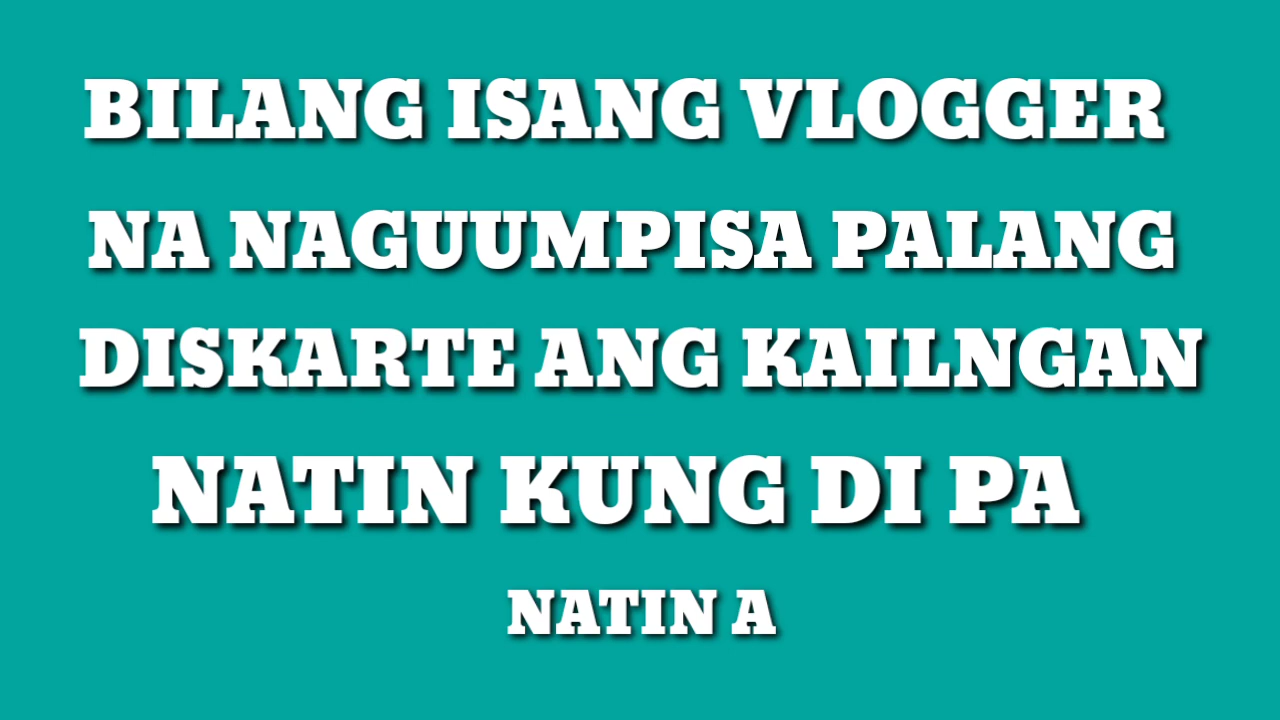 BILANG ISANG VLOGGER
NA NAGUUMPISA PALANG
DISKARTE ANG KAILNGAN
NATIN KUNG DI PA
NATIN A